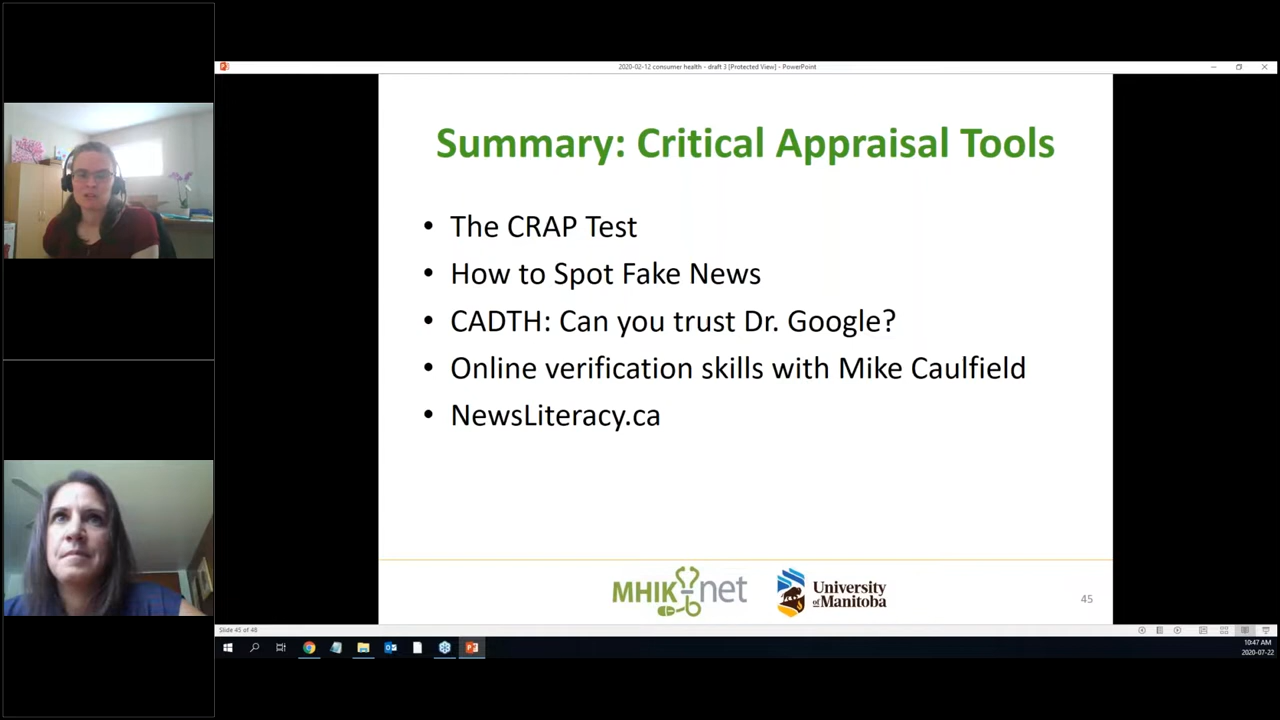 2020-02-12 consumer health - draft 3 [Protected View] - PowerPoint
Summary: Critical Appraisal Tools
• The CRAP Test
• How to Spot Fake News
• CADTH: Can you trust Dr. Google?
• Online verification skills with Mike Caulfield
• NewsLiteracy.ca
MHIKnet
University
of Manitoba
45
Slide 45 of 48
10:47 AM
2020-07-22